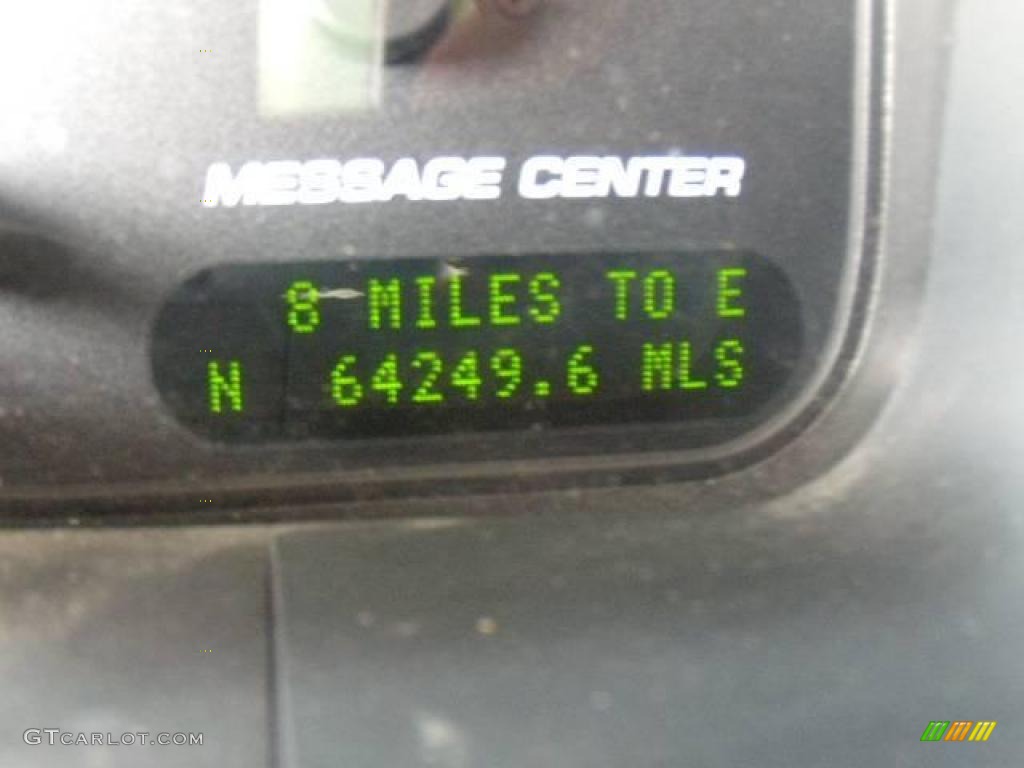 MESSAGE CENTER
8 MILES TO E
N 64249.6 MLS
GTCARLOT.COM